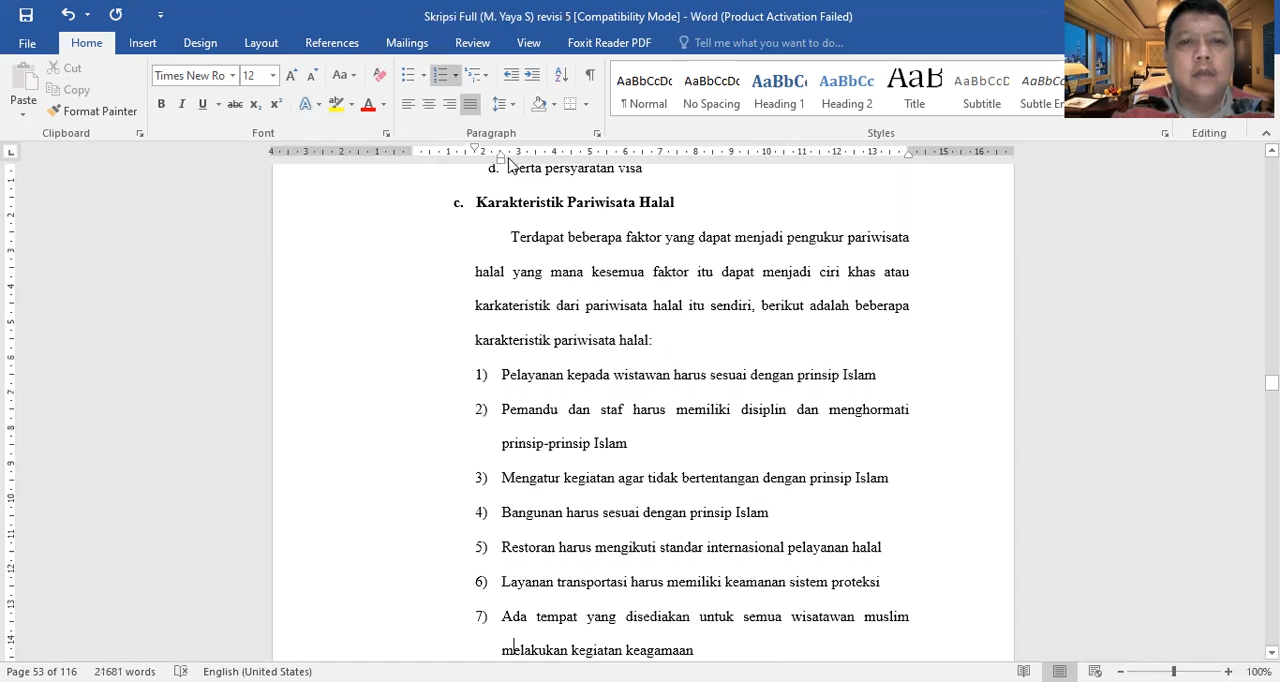 Skripsi Full (M. Yaya S) revisi 5 [Compatibility Mode] - Word (Product Activation Failed)
File Home Insert Design Layout References Mailings Review View Foxit Reader PDF Tell me what you want to do...
Paste Cut Copy Format Painter
Times New Ro 12
AaBbCcDc AaBbCcDc AaBbC AaBbCc AaB AaBbCcD
¶ Normal No Spacing Heading 1 Heading 2 Title Subtitle Subtle
Clipboard Font Paragraph Styles Editing
d. Serta persyaratan visa
c. Karakteristik Pariwisata Halal
Terdapat beberapa faktor yang dapat menjadi pengukur pariwisata
halal yang mana kesemua faktor itu dapat menjadi ciri khas atau
karkateristik dari pariwisata halal itu sendiri, berikut adalah beberapa
karakteristik pariwisata halal:
1) Pelayanan kepada wistawan harus sesuai dengan prinsip Islam
2) Pemandu dan staf harus memiliki disiplin dan menghormati
prinsip-prinsip Islam
3) Mengatur kegiatan agar tidak bertentangan dengan prinsip Islam
4) Bangunan harus sesuai dengan prinsip Islam
5) Restoran harus mengikuti standar internasional pelayanan halal
6) Layanan transportasi harus memiliki keamanan sistem proteksi
7) Ada tempat yang disediakan untuk semua wisatawan muslim
melakukan kegiatan keagamaan
Page 53 of 116 21681 words English (United States) 100%